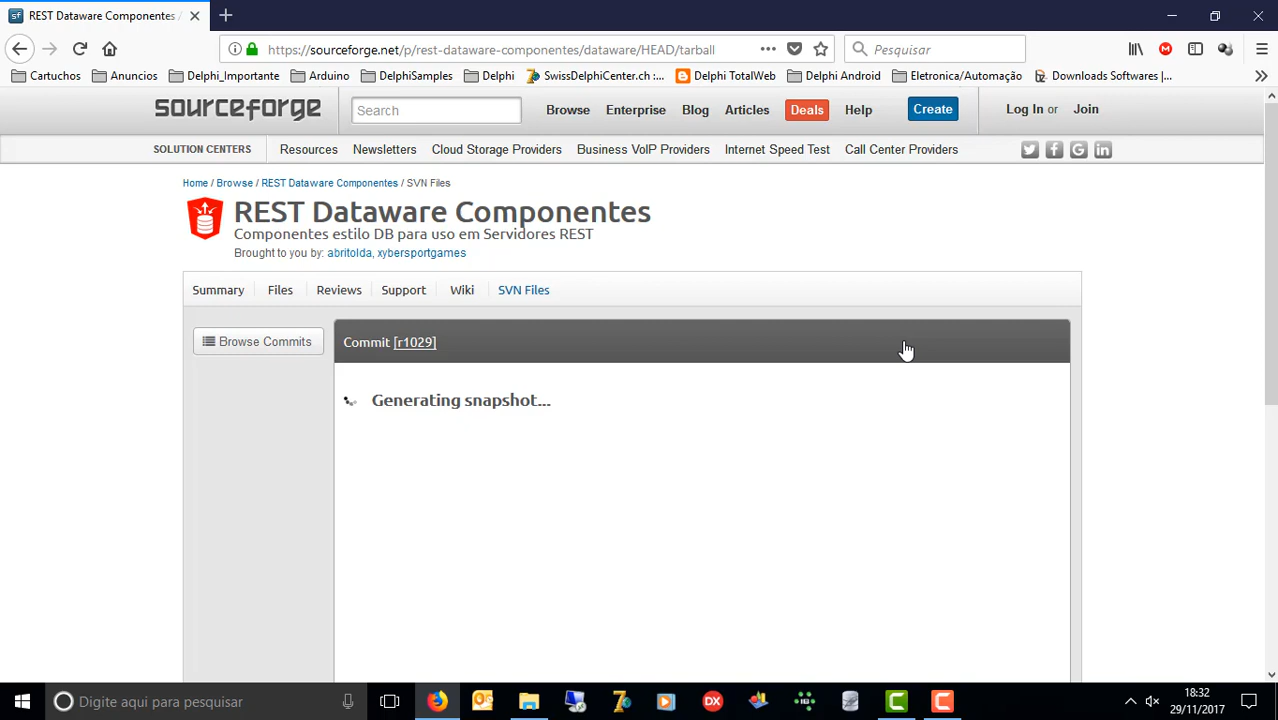 REST Dataware Componentes /
https://sourceforge.net/p/rest-dataware-componentes/dataware/HEAD/tarball
Pesquisar
Cartuchos Anuncios Delphi_Importante Arduino DelphiSamples Delphi SwissDelphiCenter.ch :... Delphi TotalWeb Delphi Android Eletronica/Automação Downloads Softwares |...
sourceforge Search Browse Enterprise Blog Articles Deals Help Create Log In or Join
SOLUTION CENTERS Resources Newsletters Cloud Storage Providers Business VoIP Providers Internet Speed Test Call Center Providers
Home / Browse / REST Dataware Componentes / SVN Files
REST Dataware Componentes
Componentes estilo DB para uso em Servidores REST
Brought to you by: abritolda, xybersportgames
Summary Files Reviews Support Wiki SVN Files
Browse Commits
Commit [r1029]
Generating snapshot...
Digite aqui para pesquisar
18:32
29/11/2017